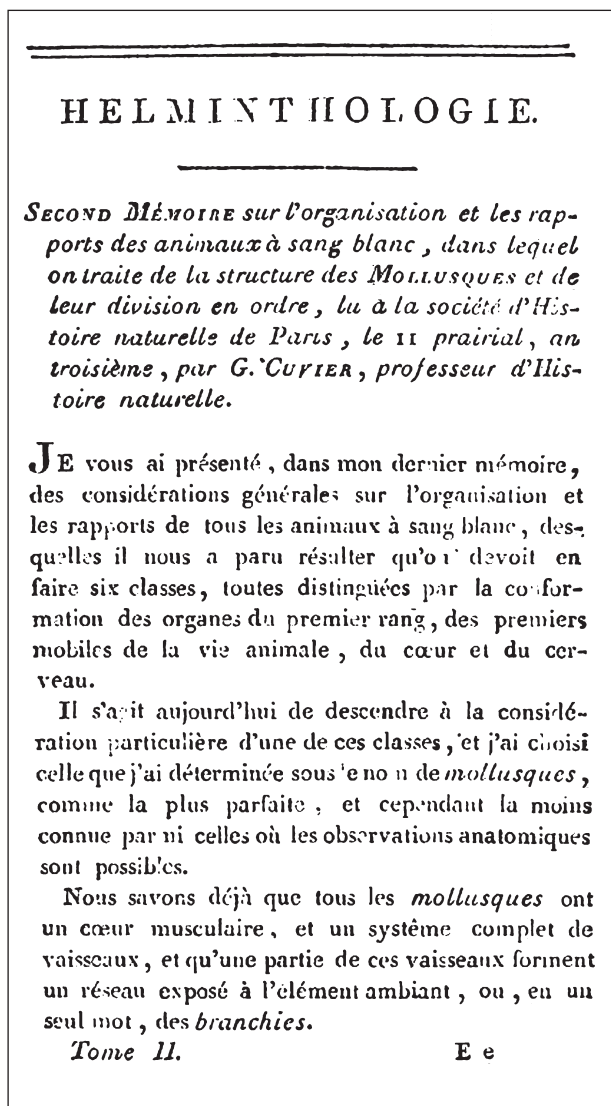 HELMINTHOLOGIE.
SECOND MÉMOIRE sur l'organisation et les rap-
ports des animaux à sang blanc, dans lequel
on traite de la structure des MOLLUSQUES et de
leur division en ordre, lu à la société d'His-
toire naturelle de Paris, le 11 prairial, an
troisième, par G. CUVIER, professeur d'His-
toire naturelle.
JE vous ai présenté, dans mon dernier mémoire,
des considérations générales sur l'organisation et
les rapports de tous les animaux à sang blanc, des-
quelles il nous a paru résulter qu'on devoit en
faire six classes, toutes distinguées par la confor-
mation des organes du premier rang, des premiers
mobiles de la vie animale, du cœur et du cer-
veau.
Il s'agit aujourd'hui de descendre à la considé-
ration particulière d'une de ces classes, et j'ai choisi
celle que j'ai déterminée sous le nom de mollusques,
comme la plus parfaite, et cependant la moins
connue parmi celles où les observations anatomiques
sont possibles.
Nous savons déjà que tous les mollusques ont
un cœur musculaire, et un système complet de
vaisseaux, et qu'une partie de ces vaisseaux forment
un réseau exposé à l'élément ambiant, ou, en un
seul mot, des branchies.
Tome II. E e